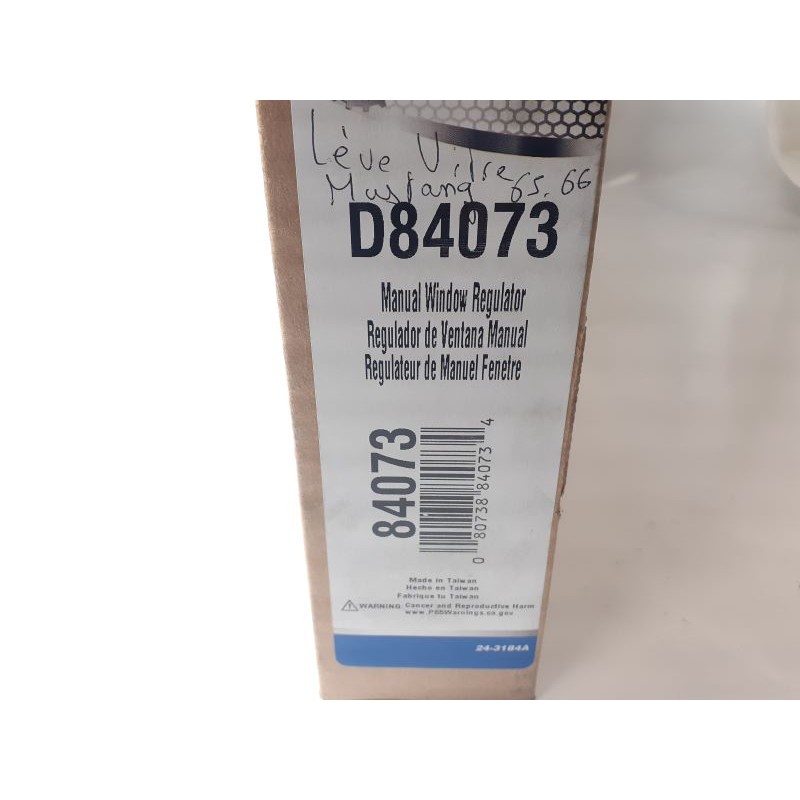 Lève Vitre
Mustang 65.66
D84073
Manual Window Regulator
Regulador de Ventana Manual
Regulateur de Manuel Fenetre
84073
0 80738 84073 4
Made in Taiwan
Hecho en Taiwan
Fabrique tu Taiwan
WARNING: Cancer and Reproductive Harm
www.P65Warnings.ca.gov
24-3184A